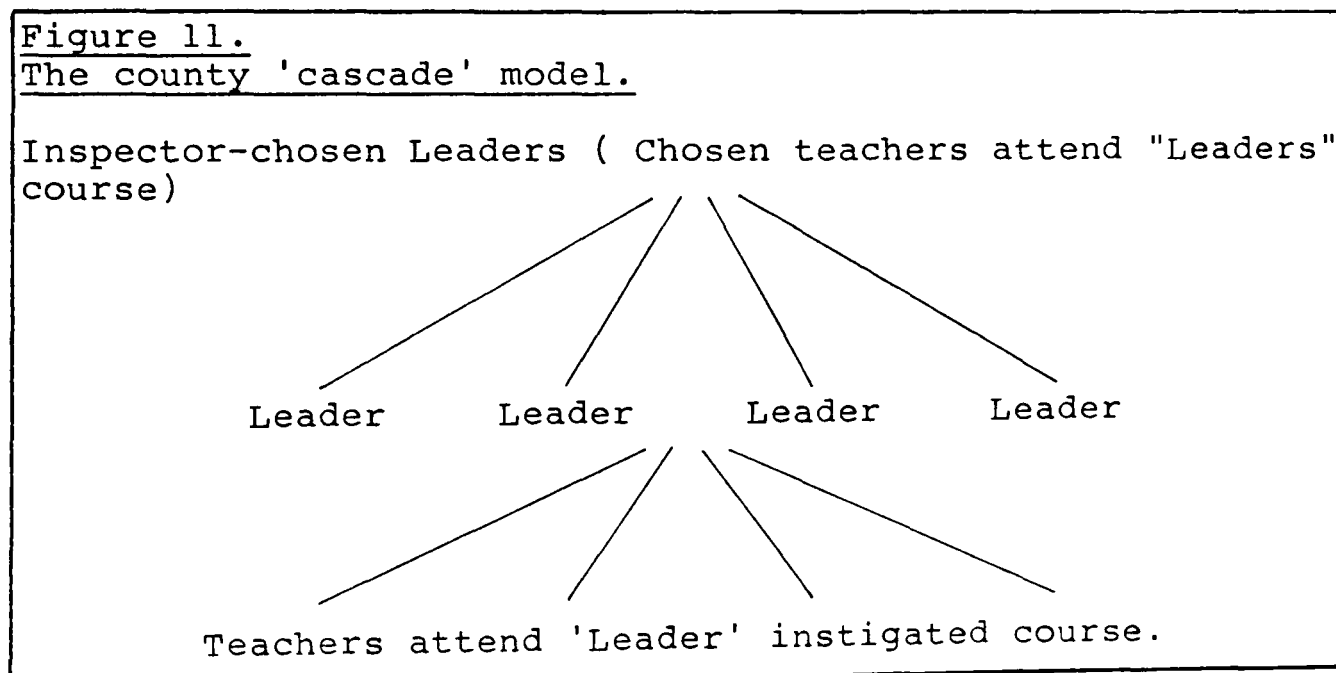 Figure 11.
The county 'cascade' model.
Inspector-chosen Leaders ( Chosen teachers attend "Leaders"
course)
Leader Leader Leader Leader
Teachers attend 'Leader' instigated course.